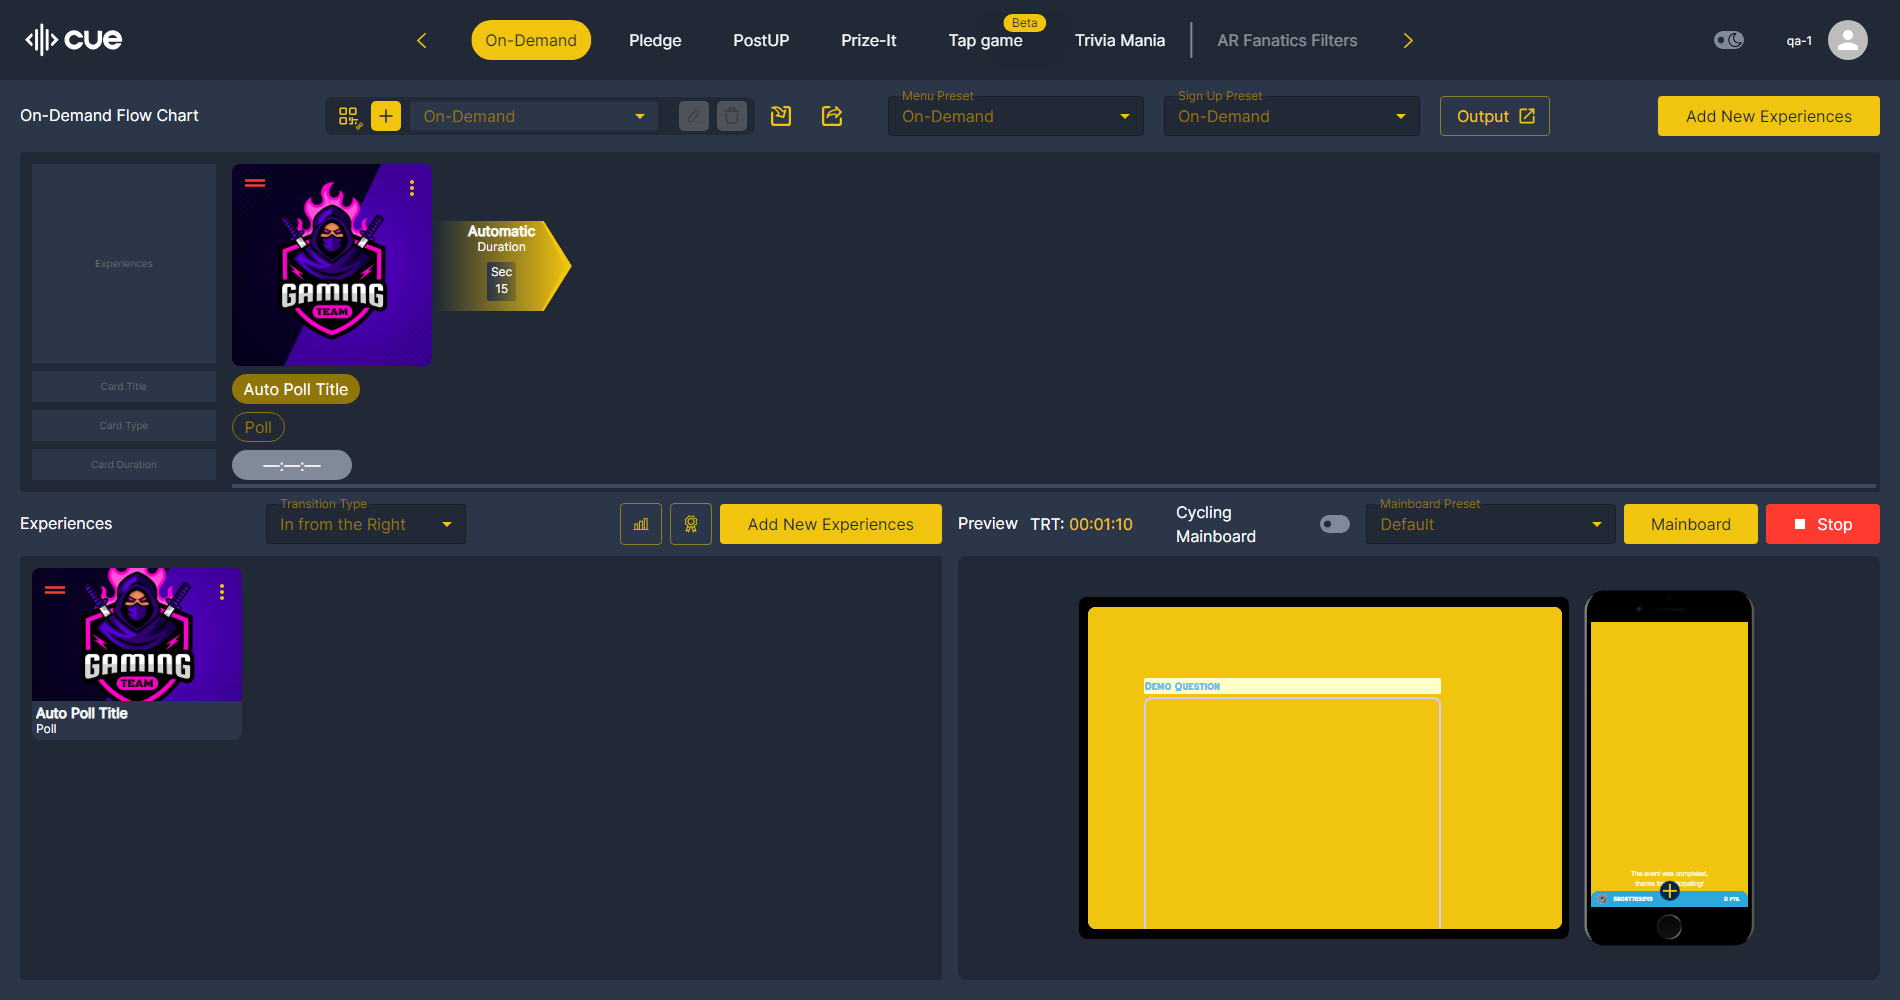 cue
On-Demand
Pledge
PostUP
Prize-It
Tap game
Beta
Trivia Mania
AR Fanatics Filters
qa-1
On-Demand Flow Chart
On-Demand
Menu Preset
On-Demand
Sign Up Preset
On-Demand
Output
Add New Experiences
Experiences
GAMING
TEAM
Automatic
Duration
Sec
15
Card Title
Auto Poll Title
Card Type
Poll
Card Duration
—:—:—
Experiences
Transition Type
In from the Right
Add New Experiences
Preview
TRT: 00:01:10
Cycling
Mainboard
Mainboard Preset
Default
Mainboard
Stop
GAMING
TEAM
Auto Poll Title
Poll
Demo Question
The event was completed,
0 PTS.